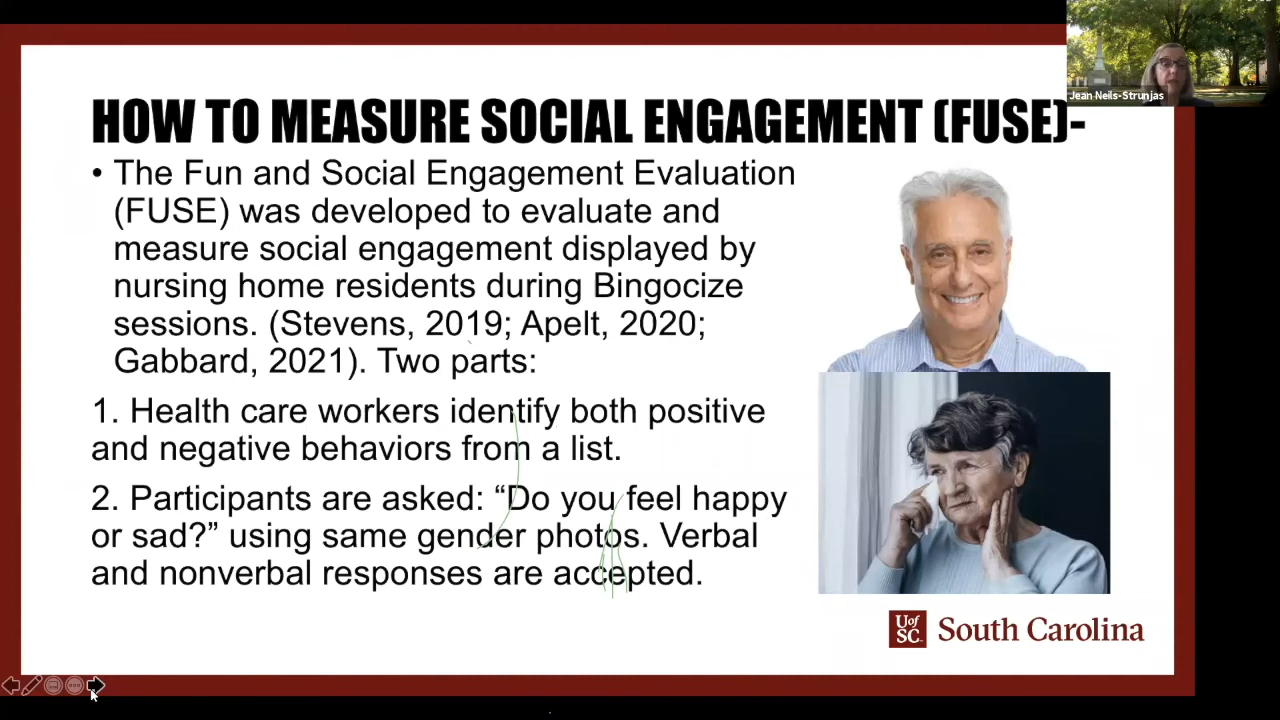 Jean Neils-Strunjas
HOW TO MEASURE SOCIAL ENGAGEMENT (FUSE)-
• The Fun and Social Engagement Evaluation
(FUSE) was developed to evaluate and
measure social engagement displayed by
nursing home residents during Bingocize
sessions. (Stevens, 2019; Apelt, 2020;
Gabbard, 2021). Two parts:
1. Health care workers identify both positive
and negative behaviors from a list.
2. Participants are asked: “Do you feel happy
or sad?” using same gender photos. Verbal
and nonverbal responses are accepted.
UofSC South Carolina